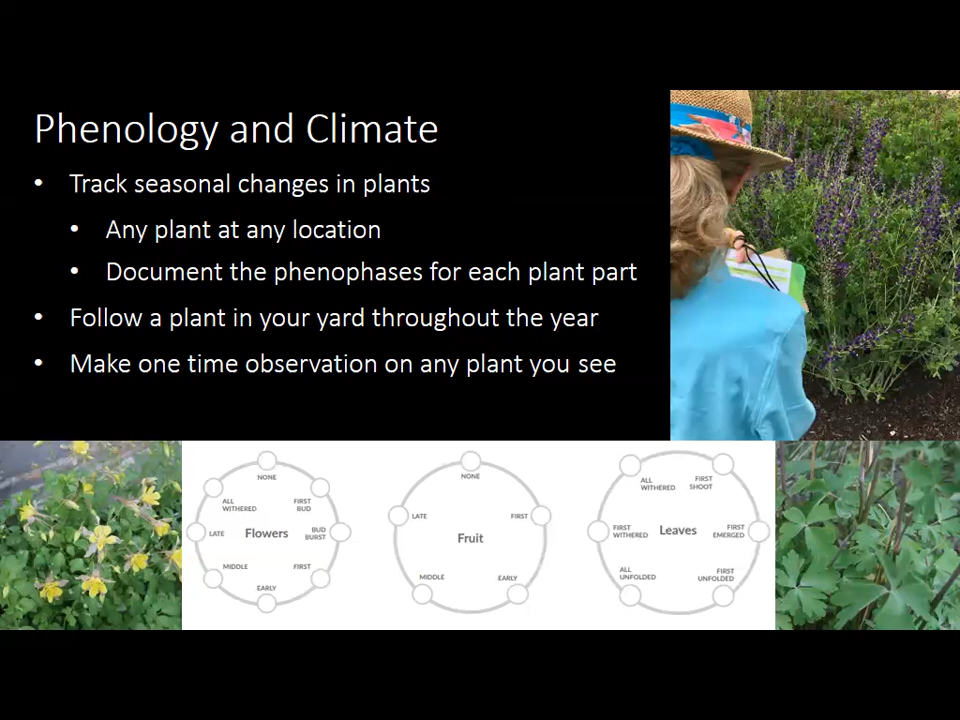 Phenology and Climate
• Track seasonal changes in plants
• Any plant at any location
• Document the phenophases for each plant part
• Follow a plant in your yard throughout the year
• Make one time observation on any plant you see
NONE
ALL
WITHERED
FIRST
BUD
LATE
Flowers
BUD
BURST
MIDDLE
FIRST
EARLY
NONE
LATE
FIRST
Fruit
MIDDLE
EARLY
ALL
WITHERED
FIRST
SHOOT
FIRST
WITHERED
Leaves
FIRST
EMERGED
ALL
UNFOLDED
FIRST
UNFOLDED